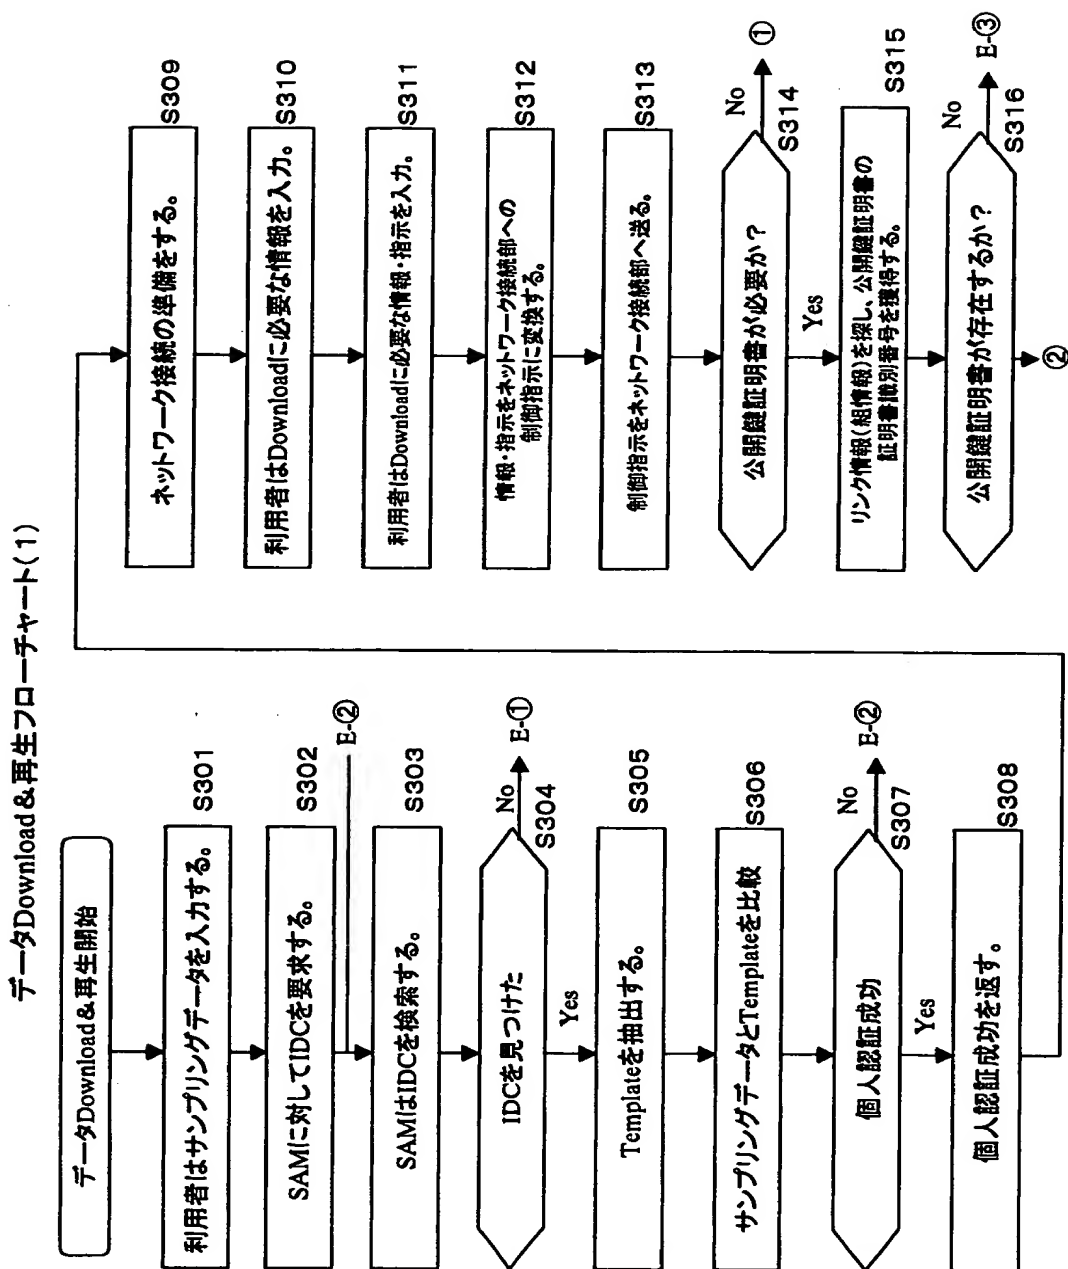 データDownload&再生フローチャート(1)
データDownload&再生開始
利用者はサンプリングデータを入力する。
S301
SAMに対してIDCを要求する。
S302
E-②
SAMはIDCを検索する。
S303
IDCを見つけた
No
E-①
S304
Yes
Templateを抽出する。
S305
サンプリングデータとTemplateを比較
S306
個人認証成功
No
E-②
S307
Yes
個人認証成功を返す。
S308
ネットワーク接続の準備をする。
S309
利用者はDownloadに必要な情報を入力。
S310
利用者はDownloadに必要な情報・指示を入力。
S311
情報・指示をネットワーク接続部への
制御指示に変換する。
S312
制御指示をネットワーク接続部へ送る。
S313
公開鍵証明書が必要か?
No
①
S314
Yes
リンク情報(組情報)を探し、公開鍵証明書の
証明書識別番号を獲得する。
S315
公開鍵証明書が存在するか?
No
E-③
S316
②